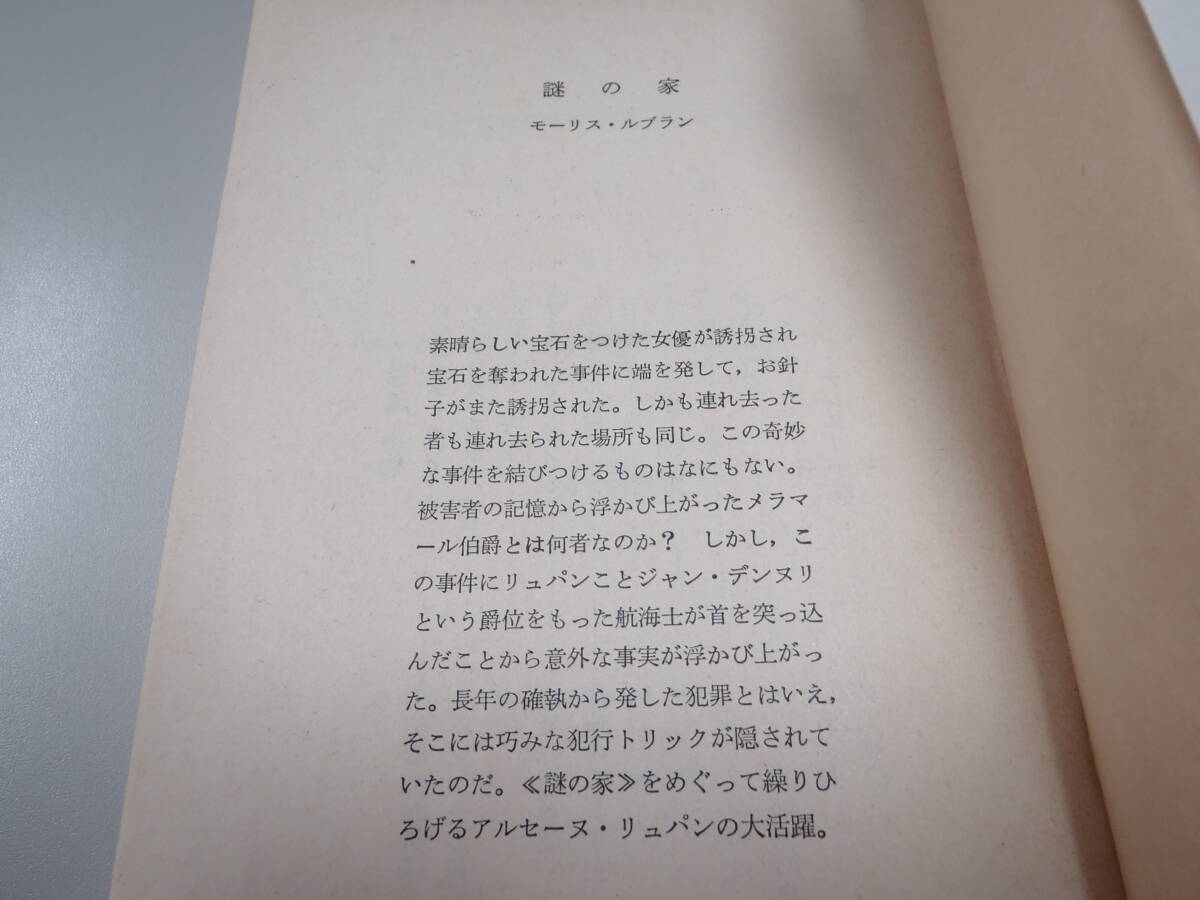 謎の家
モーリス・ルブラン
素晴らしい宝石をつけた女優が誘拐され
宝石を奪われた事件に端を発して，お針
子がまた誘拐された。しかも連れ去った
者も連れ去られた場所も同じ。この奇妙
な事件を結びつけるものはなにもない。
被害者の記憶から浮かび上がったメラマ
ール伯爵とは何者なのか？　しかし，こ
の事件にリュパンことジャン・デンヌリ
という爵位をもった航海士が首を突っ込
んだことから意外な事実が浮かび上がっ
た。長年の確執から発した犯罪とはいえ，
そこには巧みな犯行トリックが隠されて
いたのだ。≪謎の家≫をめぐって繰りひ
ろげるアルセーヌ・リュパンの大活躍。